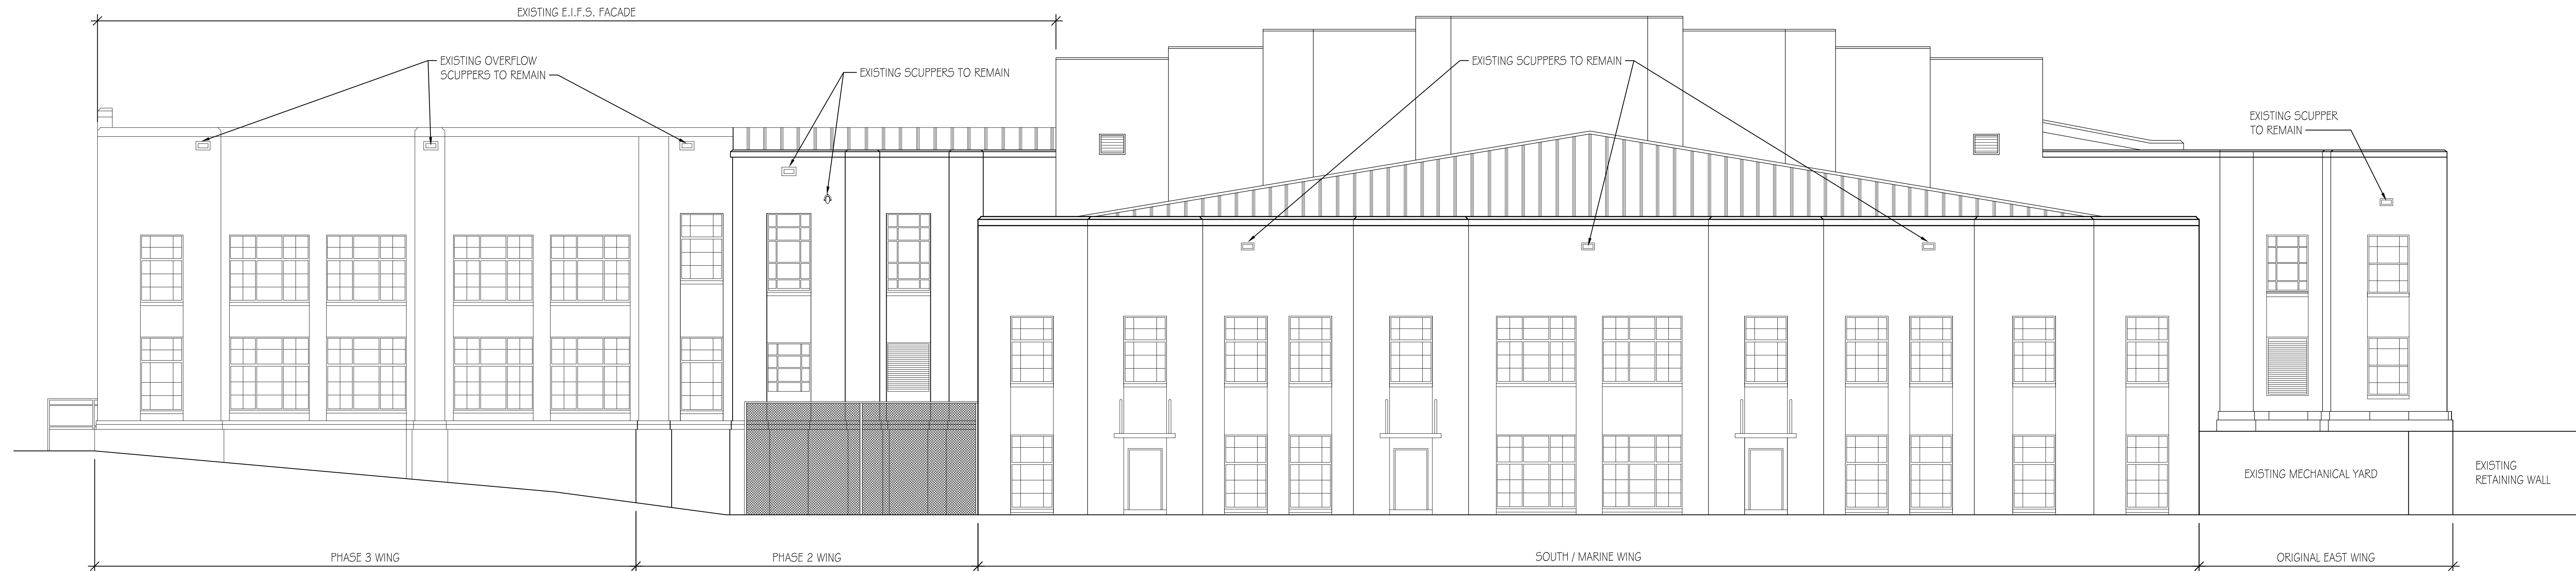 EXISTING E.I.F.S. FACADE
EXISTING OVERFLOW
SCUPPERS TO REMAIN
EXISTING SCUPPERS TO REMAIN
EXISTING SCUPPERS TO REMAIN
EXISTING SCUPPER
TO REMAIN
EXISTING MECHANICAL YARD
EXISTING
RETAINING WALL
PHASE 3 WING
PHASE 2 WING
SOUTH / MARINE WING
ORIGINAL EAST WING